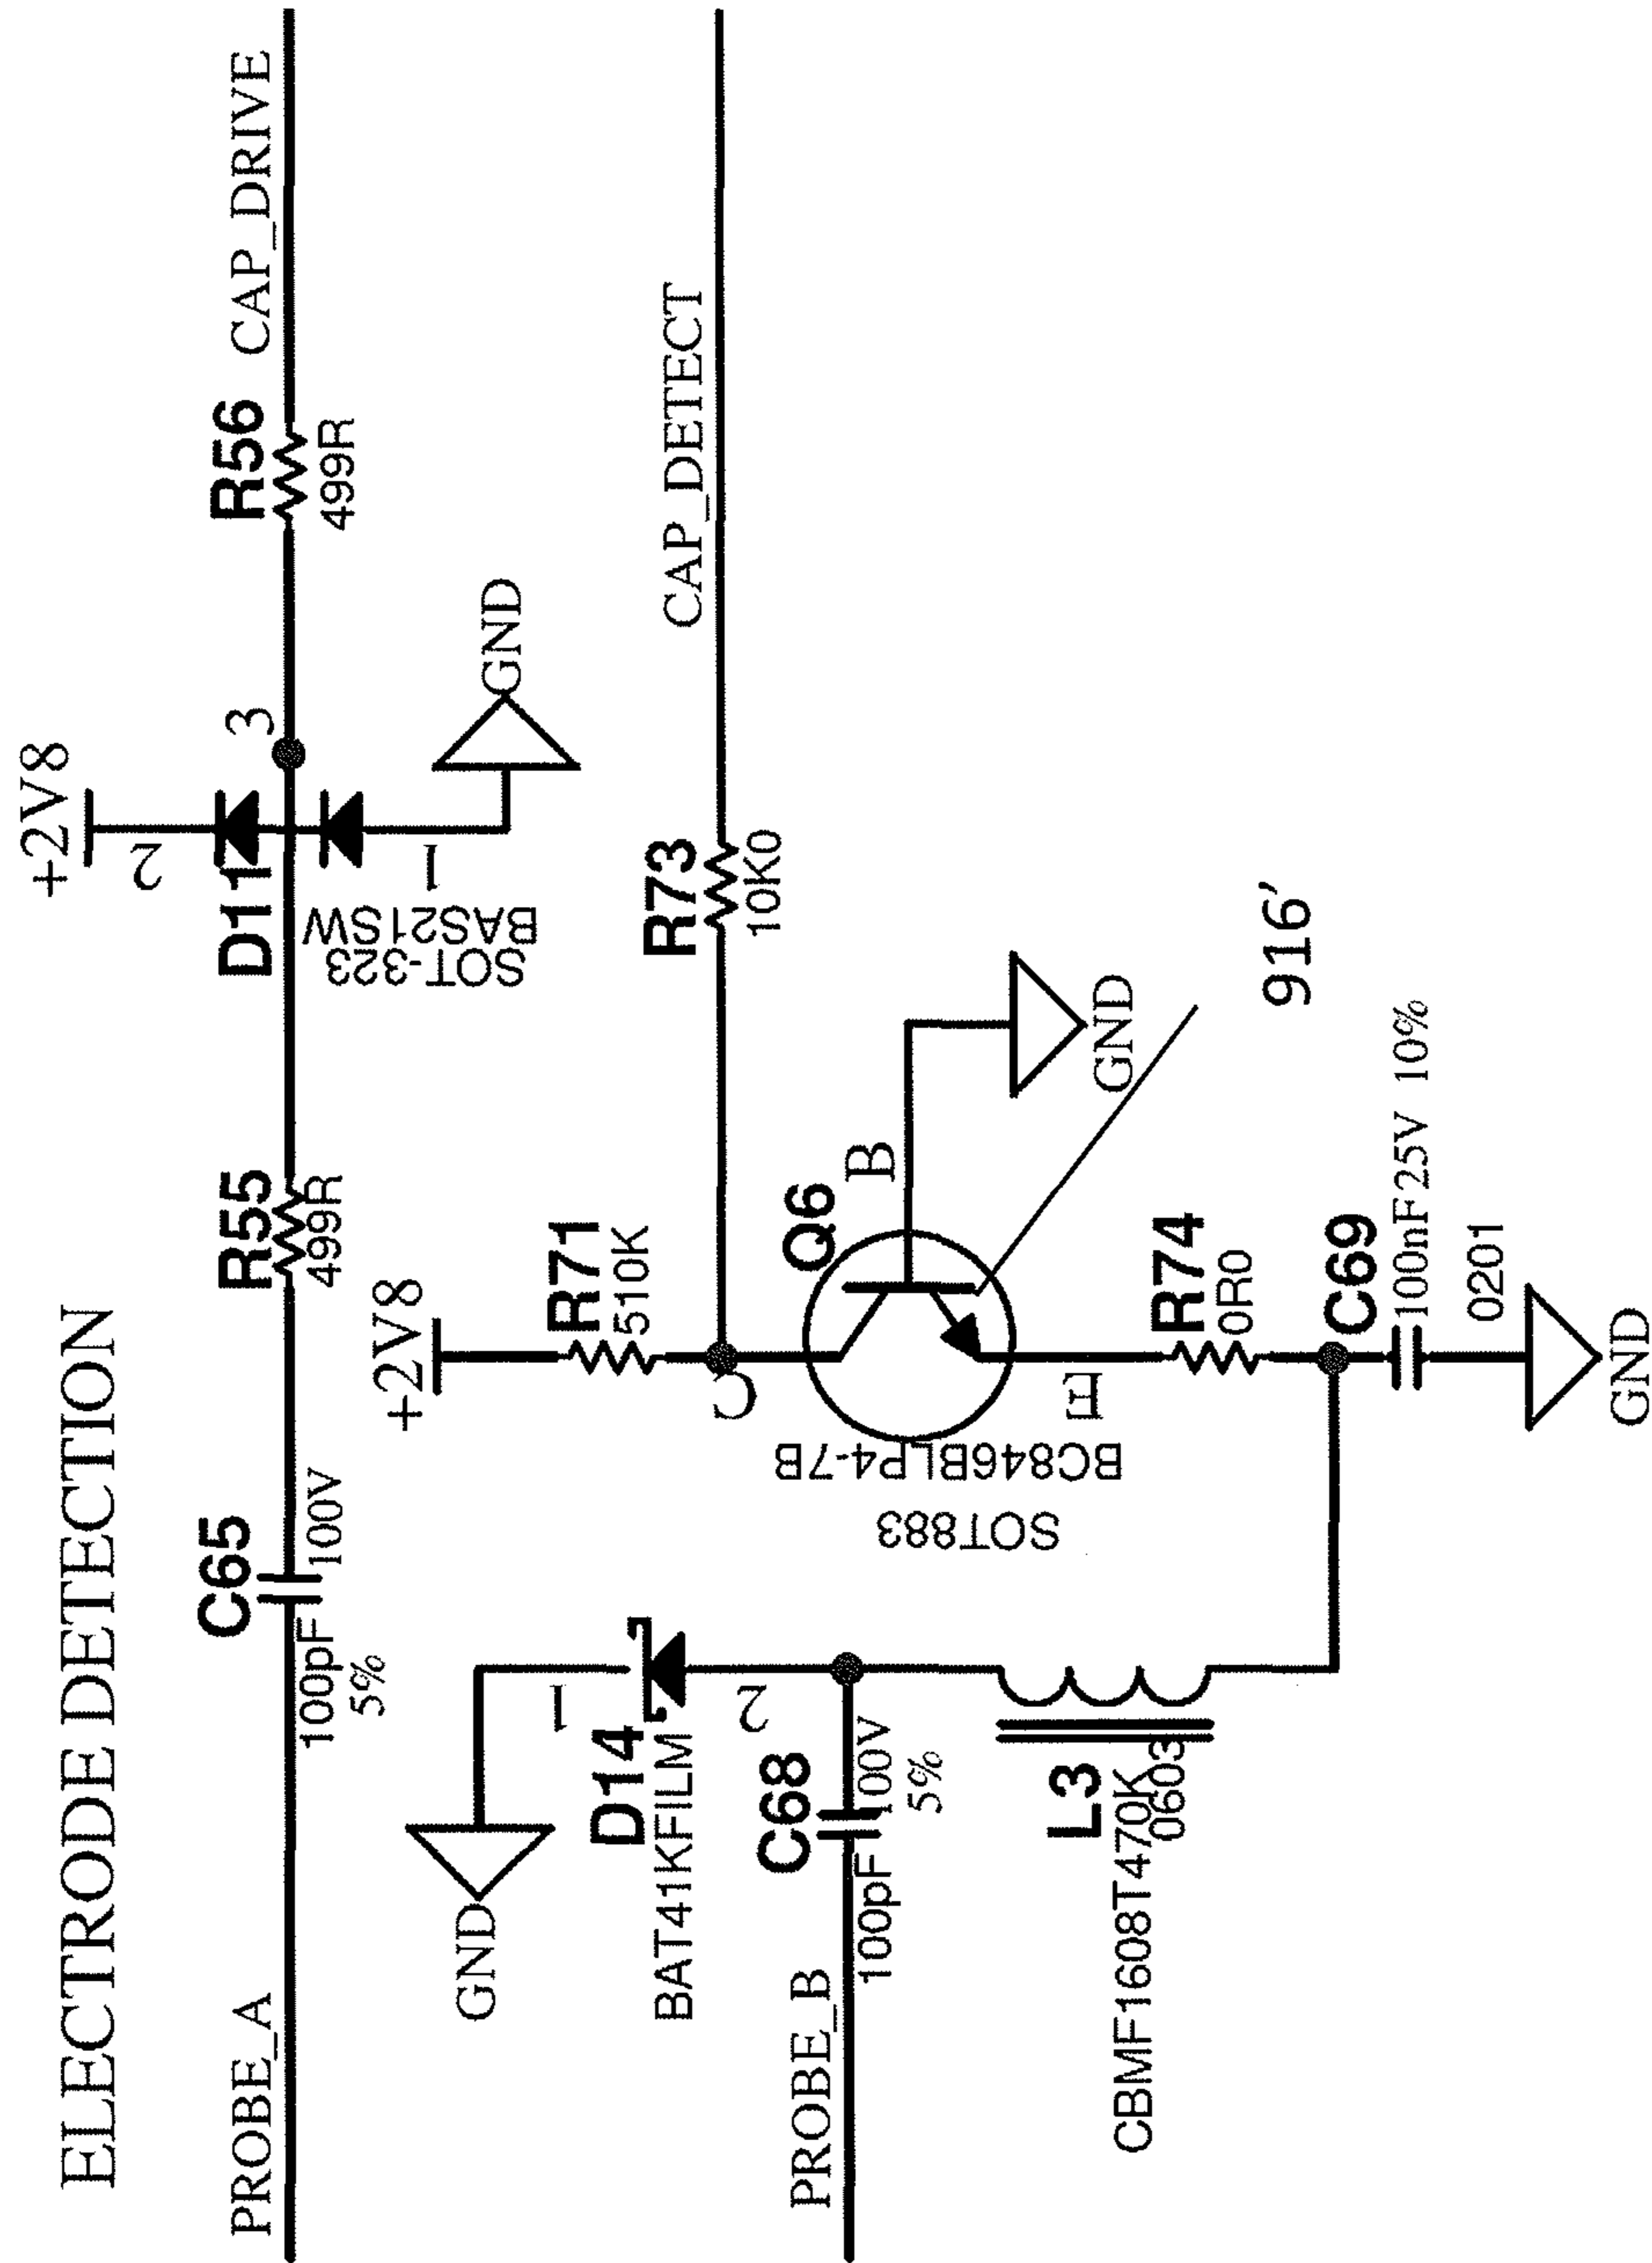 ELECTRODE DETECTION
PROBE_A
C65
100pF
100V
5%
R55
499R
+2V8
2
D11
3
1
BAS21SW
SOT-323
GND
R56
499R
CAP_DRIVE
+2V8
R71
510K
C
R73
10K0
CAP_DETECT
Q6
B
GND
E
BC846BLP4-7B
SOT883
916'
R74
0R0
C69
100nF 25V 10%
0201
GND
GND
1
D14
BAT41KFILM
2
PROBE_B
C68
100pF
100V
5%
L3
CBMF1608T470K
0603